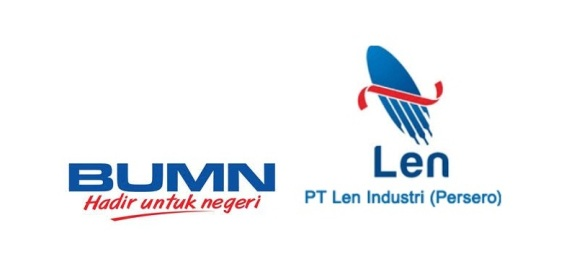 BUMN
Hadir untuk negeri
Len
PT Len Industri (Persero)